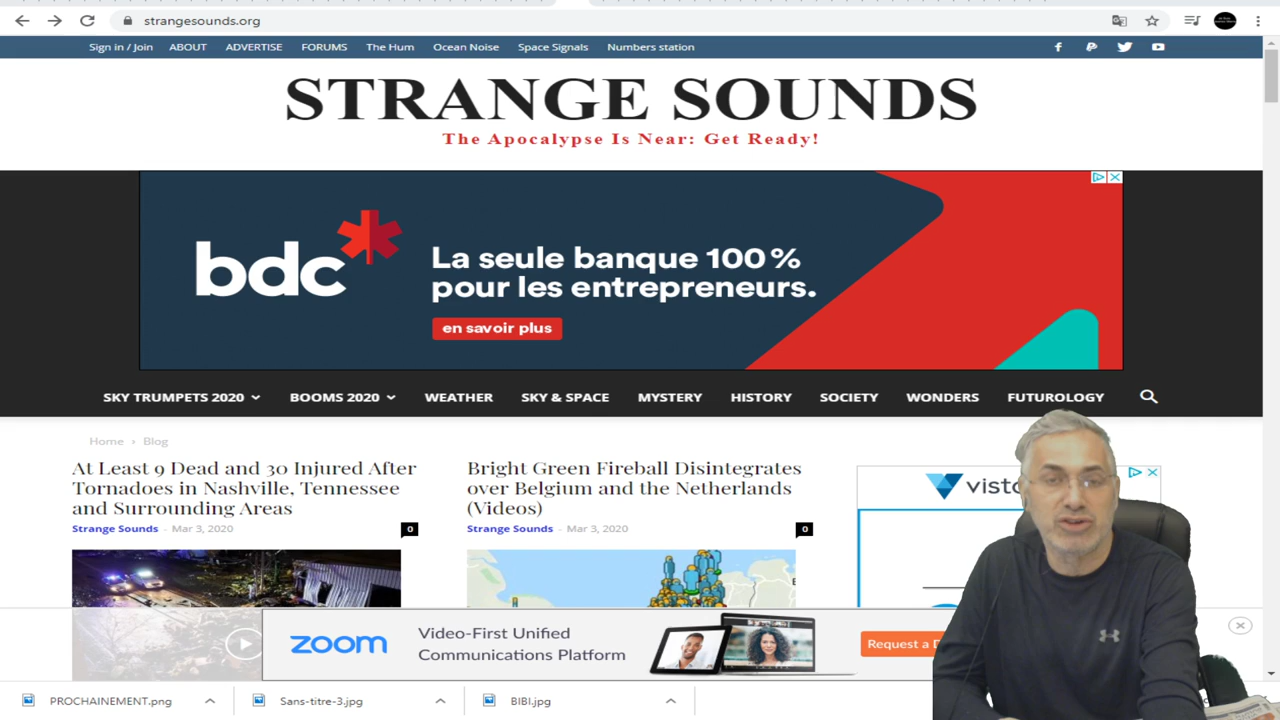 strangesounds.org
Sign in / Join ABOUT ADVERTISE FORUMS The Hum Ocean Noise Space Signals Numbers station
STRANGE SOUNDS
The Apocalypse Is Near: Get Ready!
bdc
La seule banque 100 %
pour les entrepreneurs.
en savoir plus
SKY TRUMPETS 2020 BOOMS 2020 WEATHER SKY & SPACE MYSTERY HISTORY SOCIETY WONDERS FUTUROLOGY
Home › Blog
At Least 9 Dead and 30 Injured After
Tornadoes in Nashville, Tennessee
and Surrounding Areas
Strange Sounds - Mar 3, 2020
0
Bright Green Fireball Disintegrates
over Belgium and the Netherlands
(Videos)
Strange Sounds - Mar 3, 2020
0
zoom
Video-First Unified
Communications Platform
Request a
PROCHAINEMENT.png
Sans-titre-3.jpg
BIBI.jpg